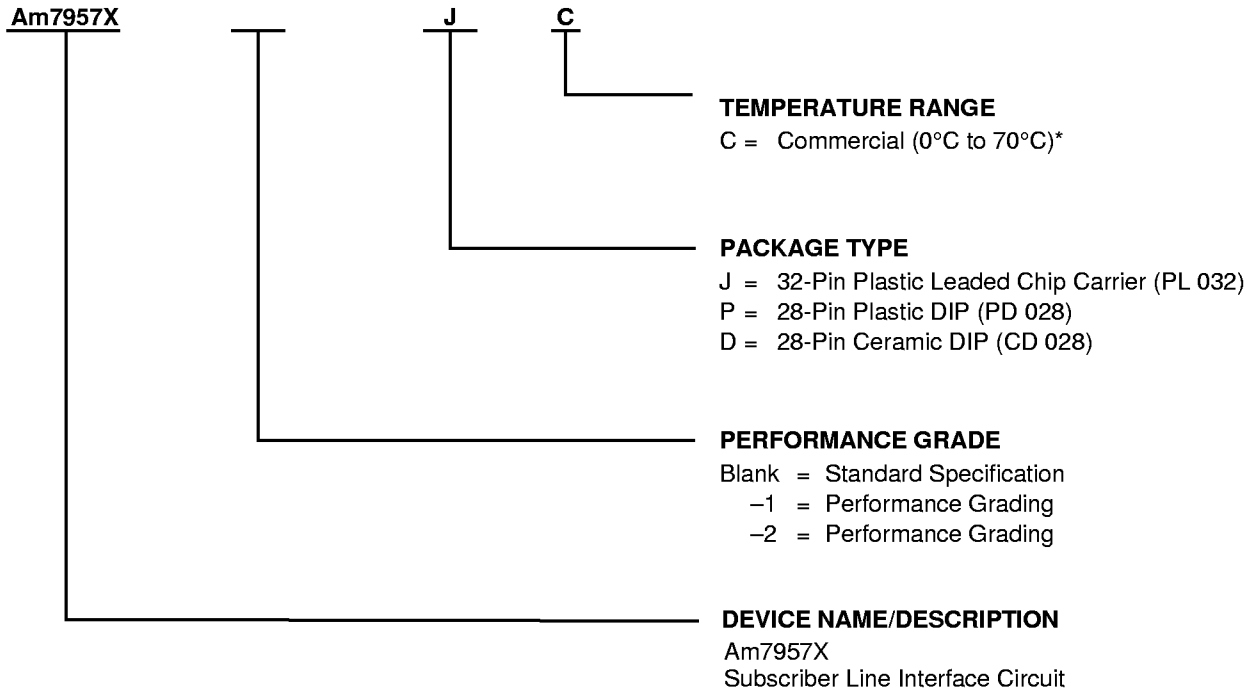 Am7957X J C
TEMPERATURE RANGE
C = Commercial (0°C to 70°C)*
PACKAGE TYPE
J = 32-Pin Plastic Leaded Chip Carrier (PL 032)
P = 28-Pin Plastic DIP (PD 028)
D = 28-Pin Ceramic DIP (CD 028)
PERFORMANCE GRADE
Blank = Standard Specification
–1 = Performance Grading
–2 = Performance Grading
DEVICE NAME/DESCRIPTION
Am7957X
Subscriber Line Interface Circuit